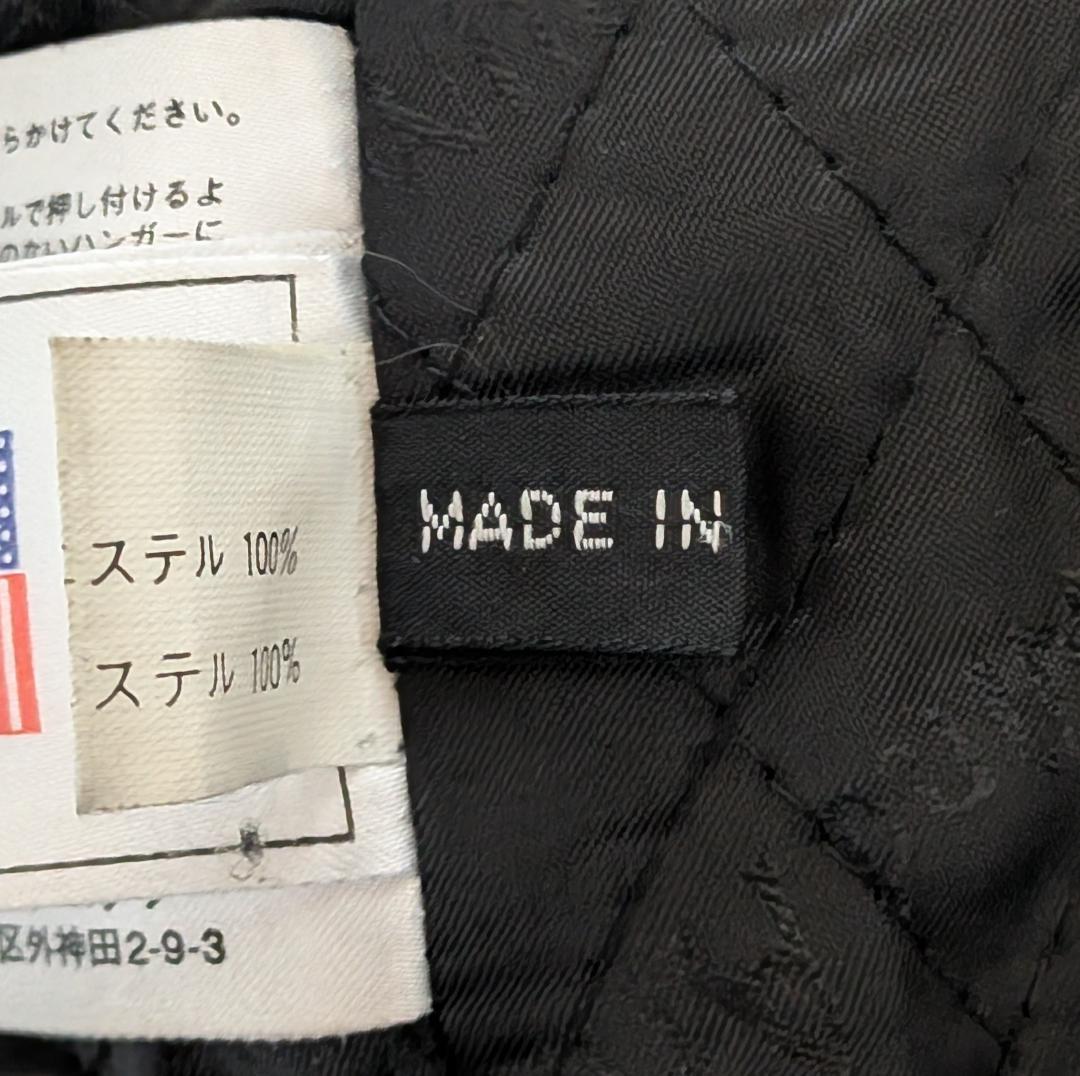 らかけてください。
ルで押し付けるよ
のないハンガーに
ステル 100%
ステル 100%
MADE IN
区外神田2-9-3